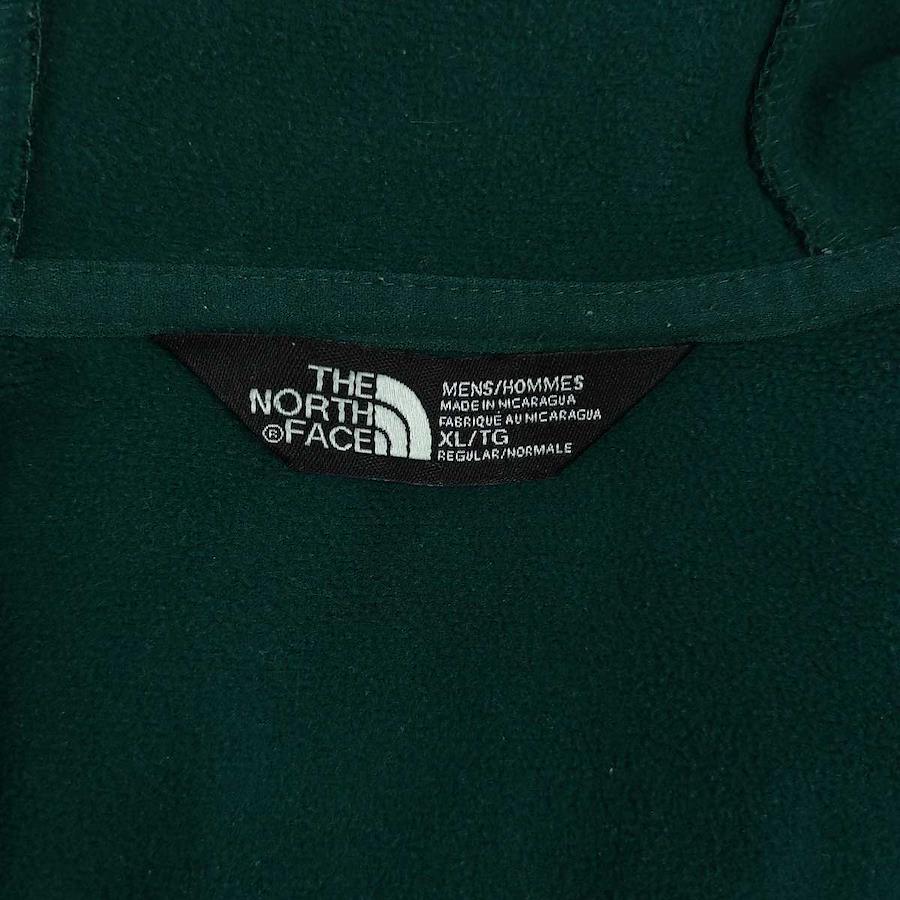 THE
NORTH
®FACE
MENS/HOMMES
MADE IN NICARAGUA
FABRIQUÉ AU NICARAGUA
XL/TG
REGULAR/NORMALE